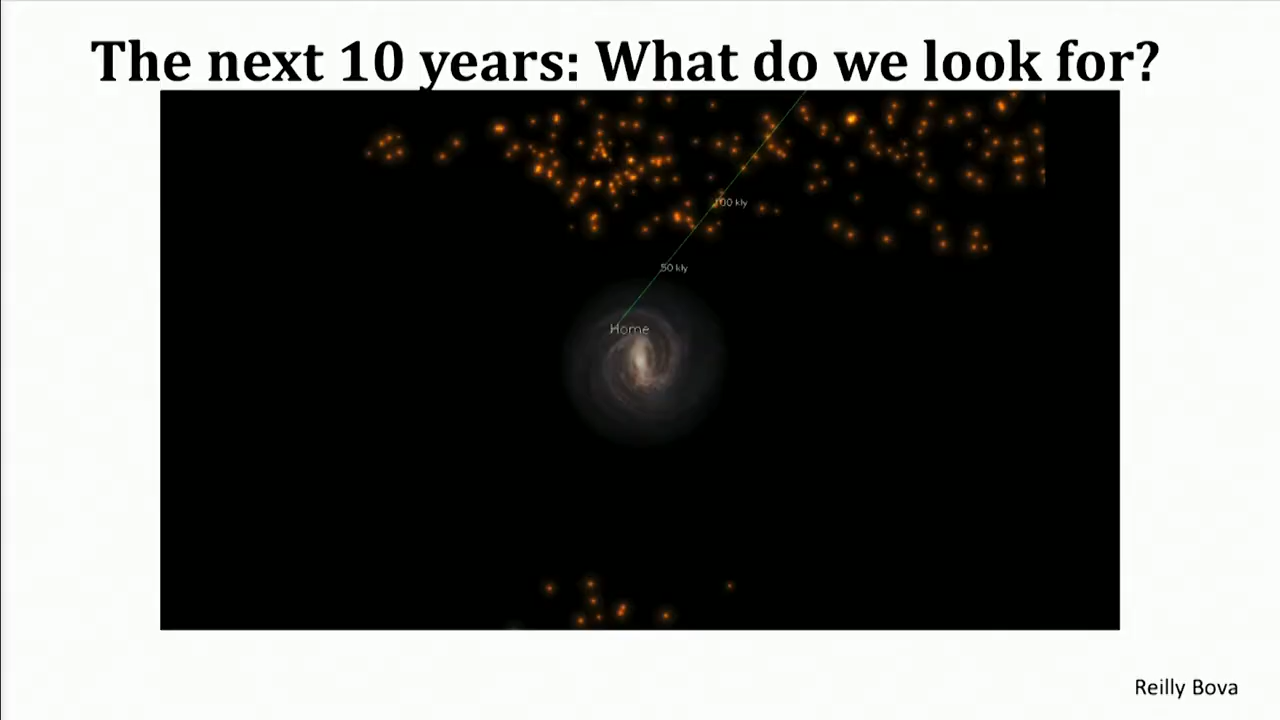 The next 10 years: What do we look for?
100 kly
50 kly
Home
Reilly Bova